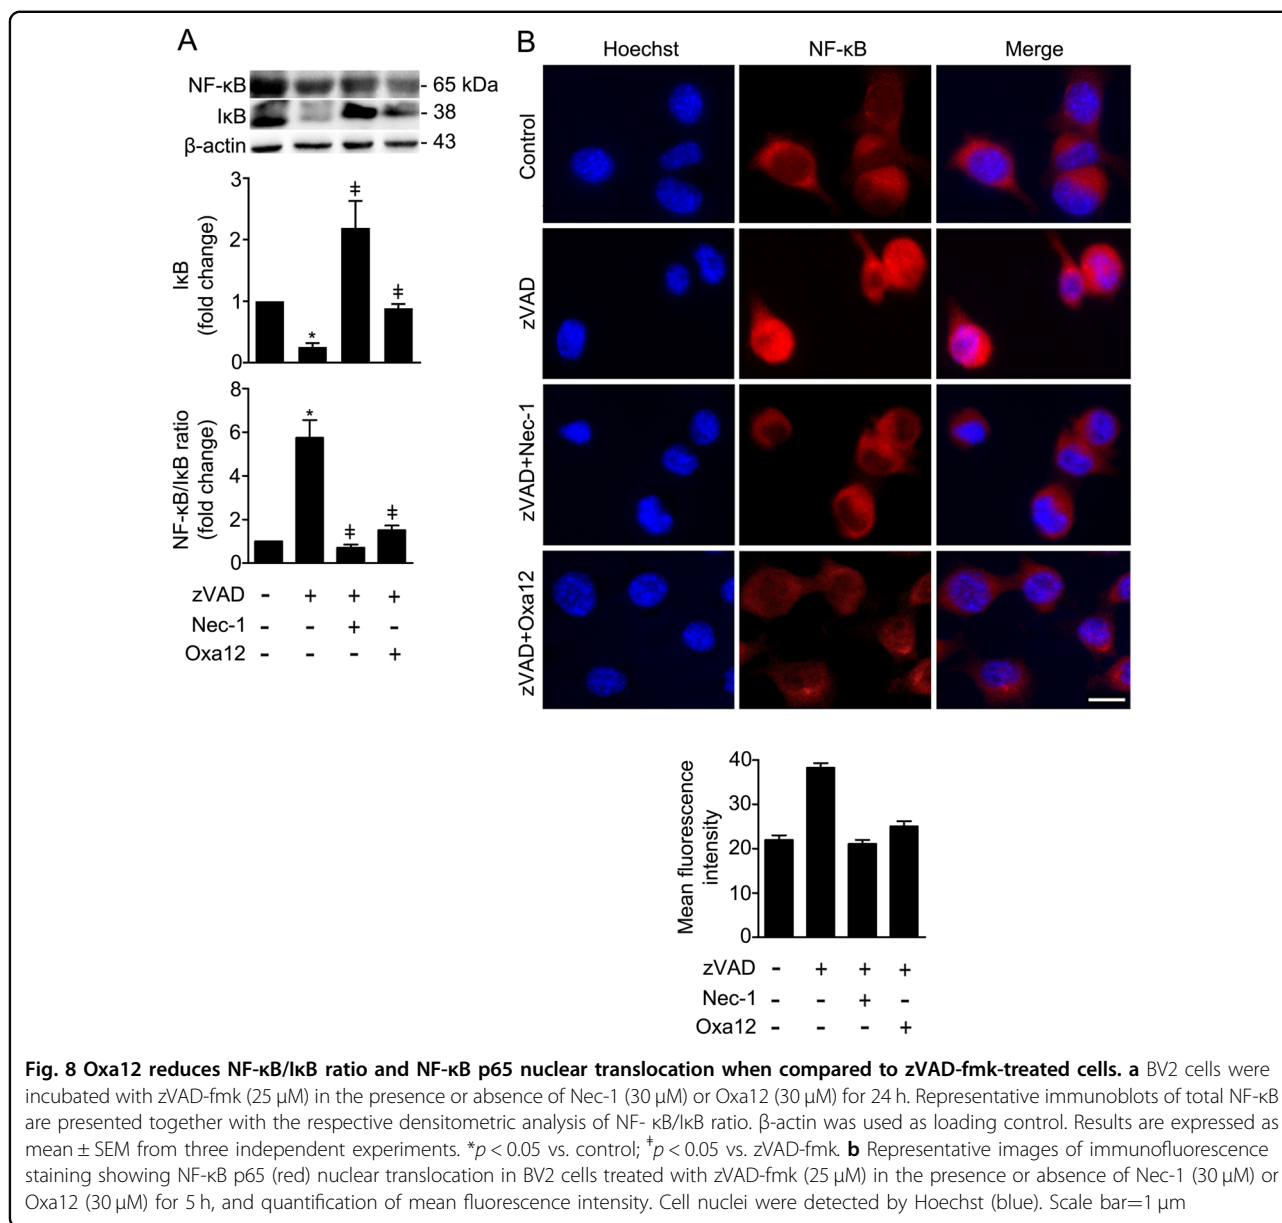 A
NF-κB
- 65 kDa
IκB
- 38
β-actin
- 43
3
2
1
0
IκB
(fold change)
*
ǂ
ǂ
8
6
4
2
0
NF-κB/IκB ratio
(fold change)
*
ǂ
ǂ
zVAD - + + +
Nec-1 - - + -
Oxa12 - - - +
B
Hoechst NF-κB Merge
Control
zVAD
zVAD+Nec-1
zVAD+Oxa12
40
30
20
10
0
Mean fluorescence
intensity
zVAD - + + +
Nec-1 - - + -
Oxa12 - - - +
Fig. 8 Oxa12 reduces NF-κB/IκB ratio and NF-κB p65 nuclear translocation when compared to zVAD-fmk-treated cells. a BV2 cells were
incubated with zVAD-fmk (25 μM) in the presence or absence of Nec-1 (30 μM) or Oxa12 (30 μM) for 24 h. Representative immunoblots of total NF-κB
are presented together with the respective densitometric analysis of NF- κB/IκB ratio. β-actin was used as loading control. Results are expressed as
mean ± SEM from three independent experiments. *p < 0.05 vs. control; ǂp < 0.05 vs. zVAD-fmk. b Representative images of immunofluorescence
staining showing NF-κB p65 (red) nuclear translocation in BV2 cells treated with zVAD-fmk (25 μM) in the presence or absence of Nec-1 (30 μM) or
Oxa12 (30 μM) for 5 h, and quantification of mean fluorescence intensity. Cell nuclei were detected by Hoechst (blue). Scale bar=1 μm